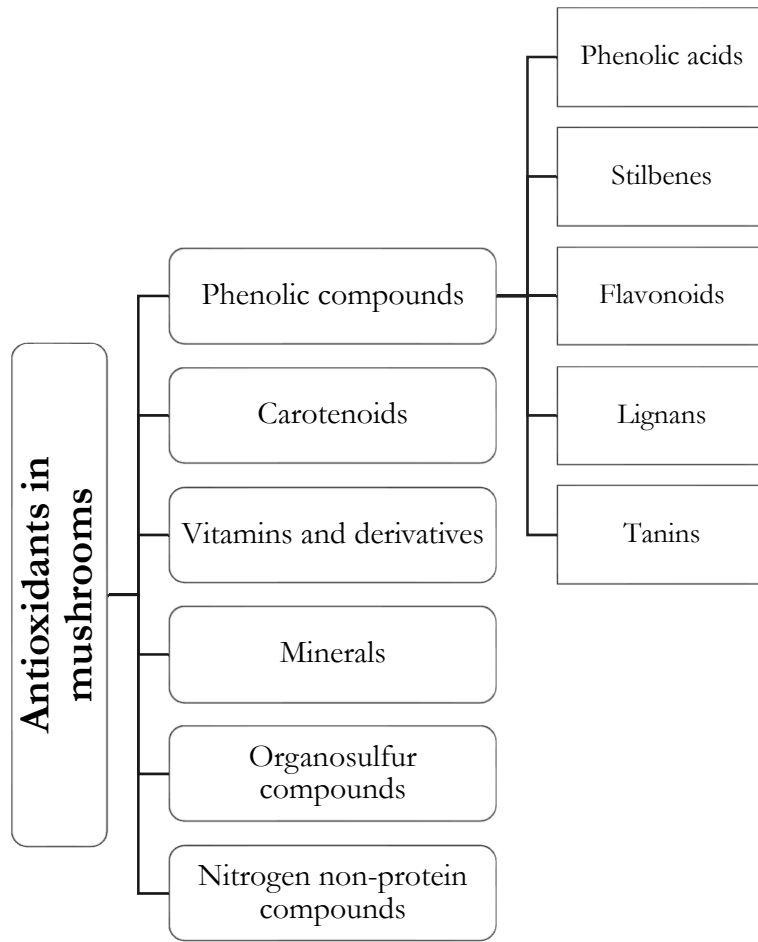 Antioxidants in
mushrooms
Phenolic compounds
Carotenoids
Vitamins and derivatives
Minerals
Organosulfur
compounds
Nitrogen non-protein
compounds
Phenolic acids
Stilbenes
Flavonoids
Lignans
Tanins